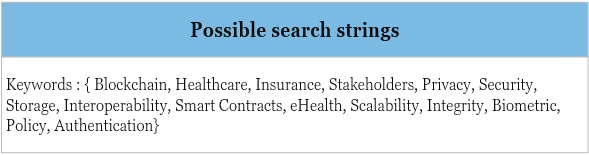 Possible search strings
Keywords : { Blockchain, Healthcare, Insurance, Stakeholders, Privacy, Security,
Storage, Interoperability, Smart Contracts, eHealth, Scalability, Integrity, Biometric,
Policy, Authentication}